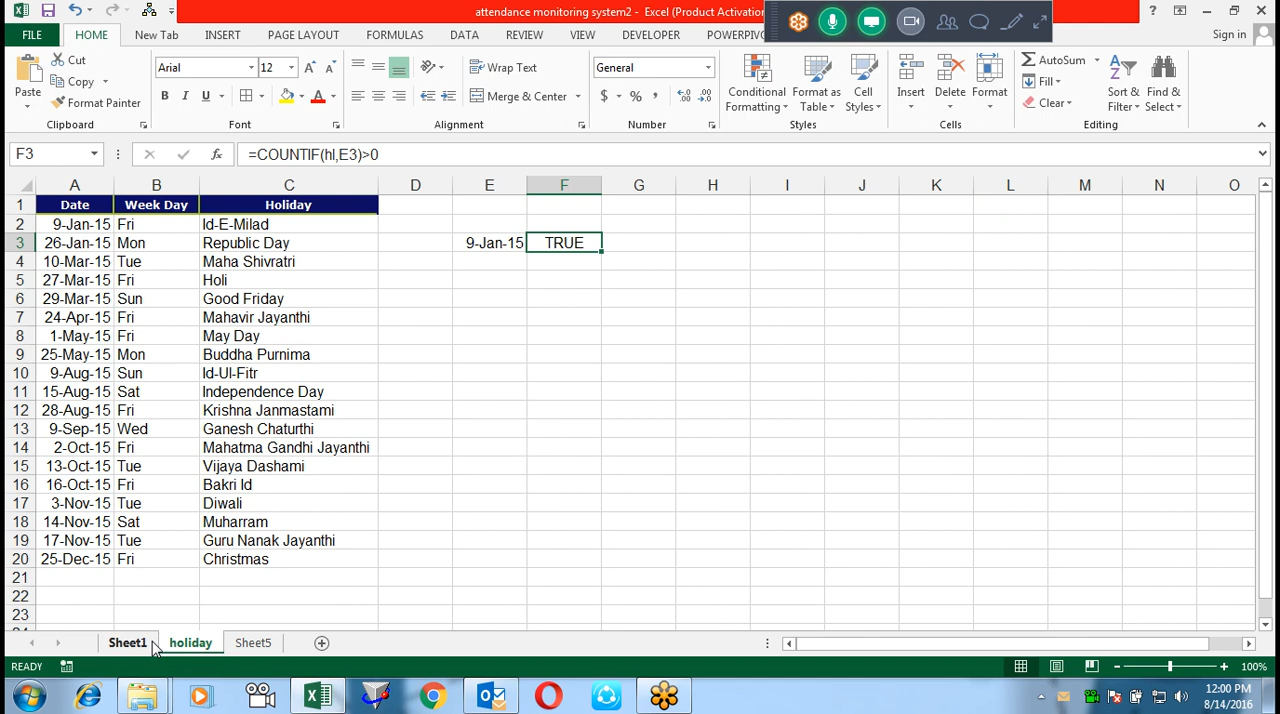 attendance monitoring system2 - Excel (Product Activation
Sign in
FILE HOME New Tab INSERT PAGE LAYOUT FORMULAS DATA REVIEW VIEW DEVELOPER POWERPIV
Paste
Cut
Copy
Format Painter
Clipboard
Arial 12
B I U
Font
Wrap Text
Merge & Center
Alignment
General
$ % ,
Number
Conditional Formatting
Format as Table
Cell Styles
Styles
Insert
Delete
Format
Cells
AutoSum
Fill
Clear
Sort & Filter
Find & Select
Editing
F3 fx =COUNTIF(hl,E3)>0
A B C D E F G H I J K L M N O
1 Date Week Day Holiday
2 9-Jan-15 Fri Id-E-Milad
3 26-Jan-15 Mon Republic Day 9-Jan-15 TRUE
4 10-Mar-15 Tue Maha Shivratri
5 27-Mar-15 Fri Holi
6 29-Mar-15 Sun Good Friday
7 24-Apr-15 Fri Mahavir Jayanthi
8 1-May-15 Fri May Day
9 25-May-15 Mon Buddha Purnima
10 9-Aug-15 Sun Id-Ul-Fitr
11 15-Aug-15 Sat Independence Day
12 28-Aug-15 Fri Krishna Janmastami
13 9-Sep-15 Wed Ganesh Chaturthi
14 2-Oct-15 Fri Mahatma Gandhi Jayanthi
15 13-Oct-15 Tue Vijaya Dashami
16 16-Oct-15 Fri Bakri Id
17 3-Nov-15 Tue Diwali
18 14-Nov-15 Sat Muharram
19 17-Nov-15 Tue Guru Nanak Jayanthi
20 25-Dec-15 Fri Christmas
21
22
23
Sheet1 holiday Sheet5
READY 100%
12:00 PM
8/14/2016